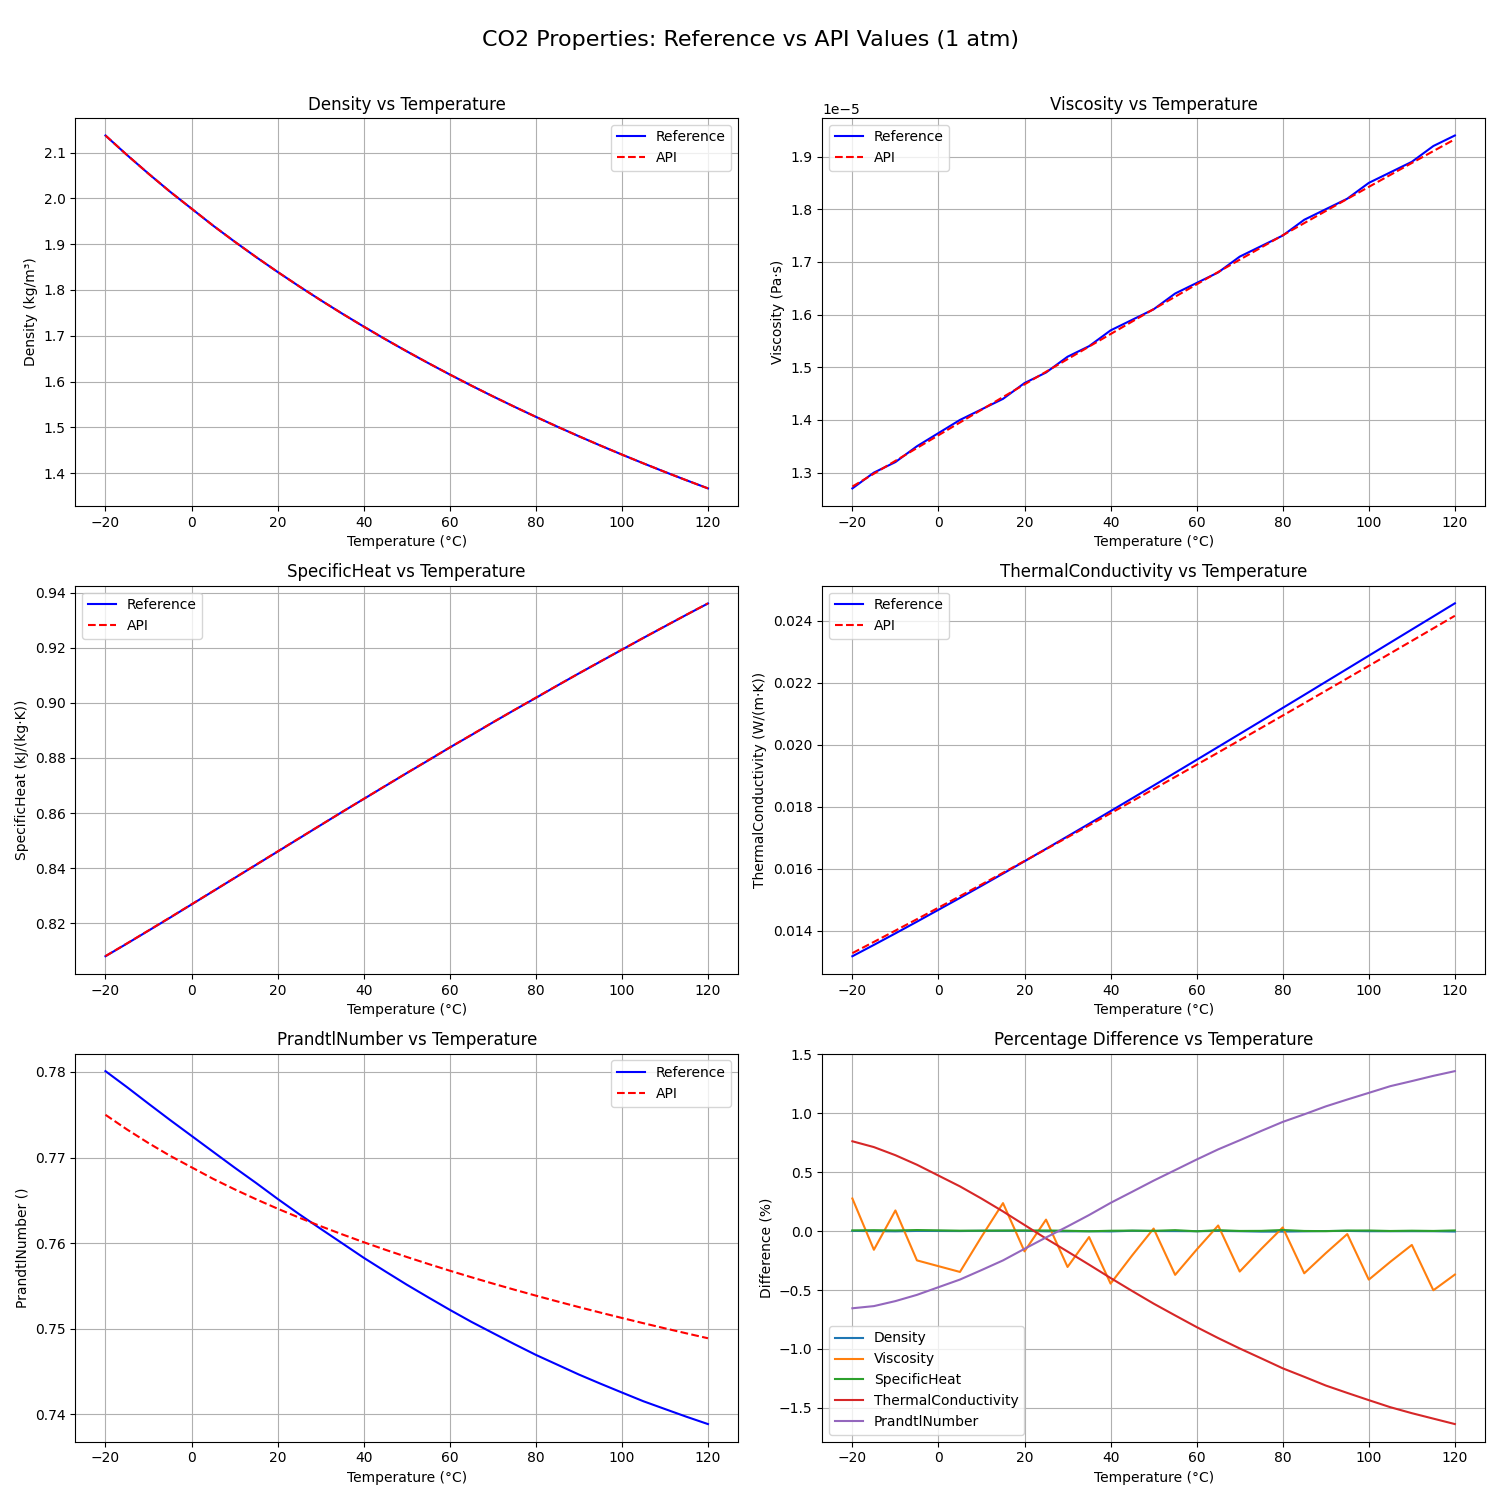 CO2 Properties: Reference vs API Values (1 atm)
Density vs Temperature
Reference
API
2.1
2.0
1.9
1.8
1.7
1.6
1.5
1.4
Density (kg/m³)
−20 0 20 40 60 80 100 120
Temperature (°C)
Viscosity vs Temperature
1e−5
Reference
API
1.9
1.8
1.7
1.6
1.5
1.4
1.3
Viscosity (Pa·s)
−20 0 20 40 60 80 100 120
Temperature (°C)
SpecificHeat vs Temperature
Reference
API
0.94
0.92
0.90
0.88
0.86
0.84
0.82
SpecificHeat (kJ/(kg·K))
−20 0 20 40 60 80 100 120
Temperature (°C)
ThermalConductivity vs Temperature
Reference
API
0.024
0.022
0.020
0.018
0.016
0.014
ThermalConductivity (W/(m·K))
−20 0 20 40 60 80 100 120
Temperature (°C)
PrandtlNumber vs Temperature
Reference
API
0.78
0.77
0.76
0.75
0.74
PrandtlNumber ()
−20 0 20 40 60 80 100 120
Temperature (°C)
Percentage Difference vs Temperature
1.5
1.0
0.5
0.0
−0.5
−1.0
−1.5
Difference (%)
Density
Viscosity
SpecificHeat
ThermalConductivity
PrandtlNumber
−20 0 20 40 60 80 100 120
Temperature (°C)